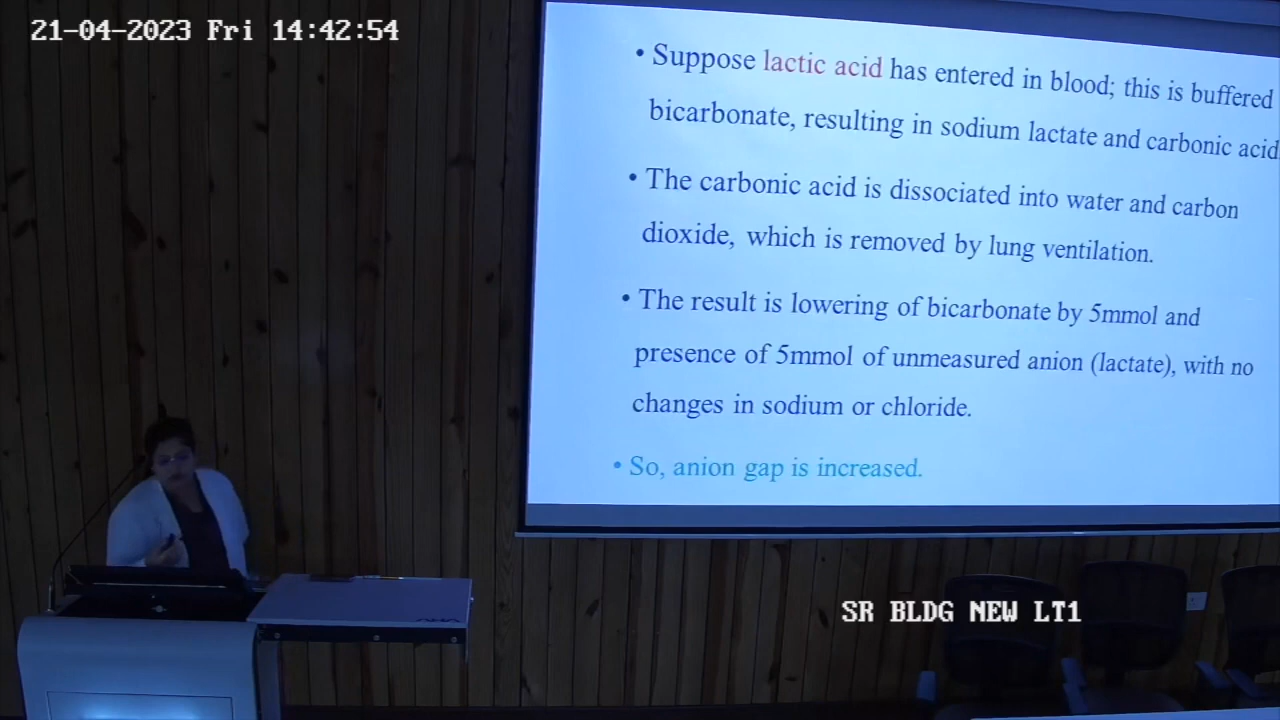 21-04-2023 Fri 14:42:54
• Suppose lactic acid has entered in blood; this is buffered
bicarbonate, resulting in sodium lactate and carbonic acid
• The carbonic acid is dissociated into water and carbon
dioxide, which is removed by lung ventilation.
• The result is lowering of bicarbonate by 5mmol and
presence of 5mmol of unmeasured anion (lactate), with no
changes in sodium or chloride.
• So, anion gap is increased.
SR BLDG NEW LT1